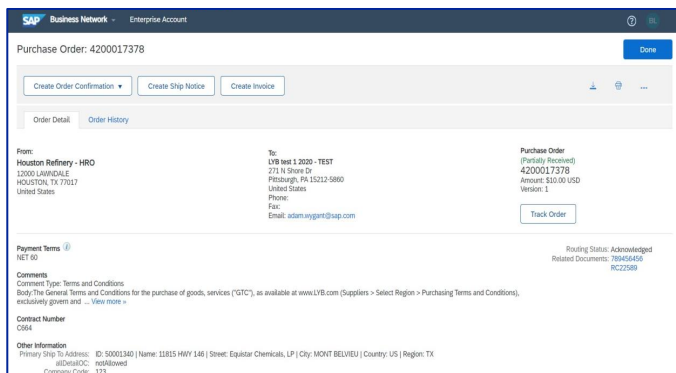 SAP Business Network Enterprise Account BL
Purchase Order: 4200017378
Done
Create Order Confirmation Create Ship Notice Create Invoice ...
Order Detail Order History
From:
Houston Refinery - HRO
12000 LAWNDALE
HOUSTON, TX 77017
United States
To:
LYB test 1 2020 - TEST
271 N Shore Dr
Pittsburgh, PA 15212-5860
United States
Phone:
Fax:
Email: adam.wygant@sap.com
Purchase Order
(Partially Received)
4200017378
Amount: $10.00 USD
Version: 1
Track Order
Payment Terms
NET 60
Routing Status: Acknowledged
Related Documents: 789456456
RC22589
Comments
Comment Type: Terms and Conditions
Body:The General Terms and Conditions for the purchase of goods, services ("GTC"), as available at www.LYB.com (Suppliers > Select Region > Purchasing Terms and Conditions),
exclusively govern and ... View more »
Contract Number
C664
Other Information
Primary Ship To Address: ID: 50001340 | Name: 11815 HWY 146 | Street: Equistar Chemicals, LP | City: MONT BELVIEU | Country: US | Region: TX
allDetailOC: notAllowed
Company Code: 123